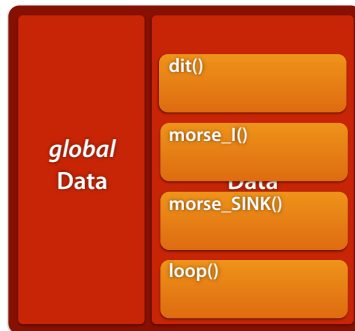 global
Data
dit()
morse_I()
Data
morse_SINK()
loop()